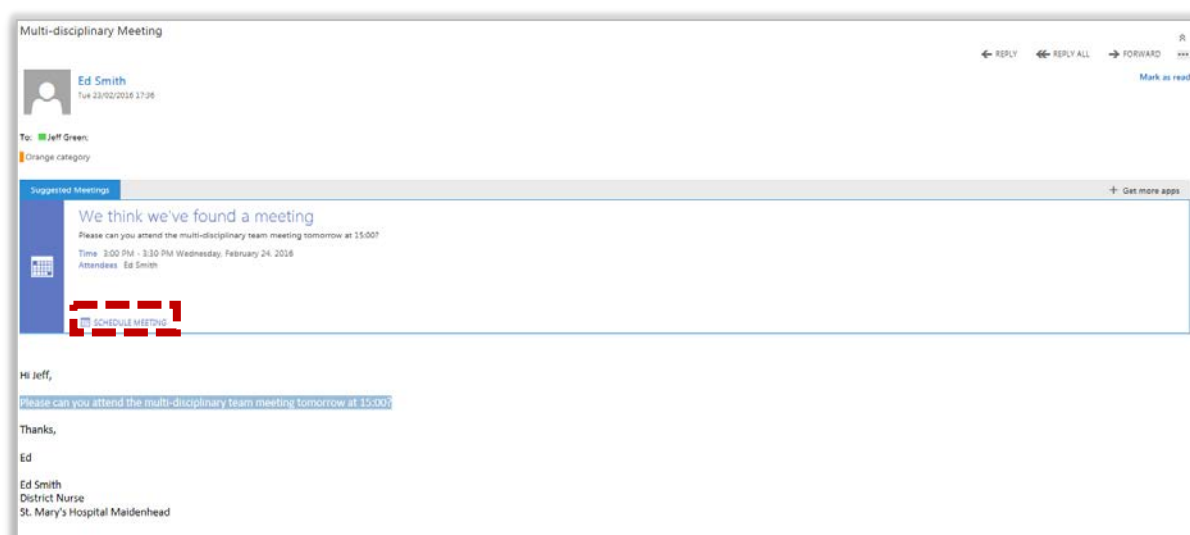 Multi-disciplinary Meeting
REPLY REPLY ALL FORWARD
Ed Smith
Mark as read
Tue 23/02/2016 17:36
To: Jeff Green;
Orange category
Suggested Meetings
+ Get more apps
We think we've found a meeting
Please can you attend the multi-disciplinary team meeting tomorrow at 15:00?
Time 3:00 PM - 3:30 PM Wednesday, February 24, 2016
Attendees Ed Smith
SCHEDULE MEETING
Hi Jeff,
Please can you attend the multi-disciplinary team meeting tomorrow at 15:00?
Thanks,
Ed
Ed Smith
District Nurse
St. Mary's Hospital Maidenhead